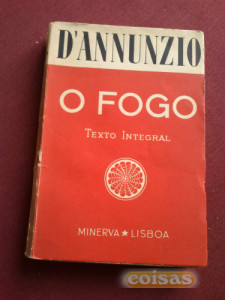 D'ANNUNZIO
O FOGO
TEXTO INTEGRAL
MINERVA ★ LISBOA
coisas